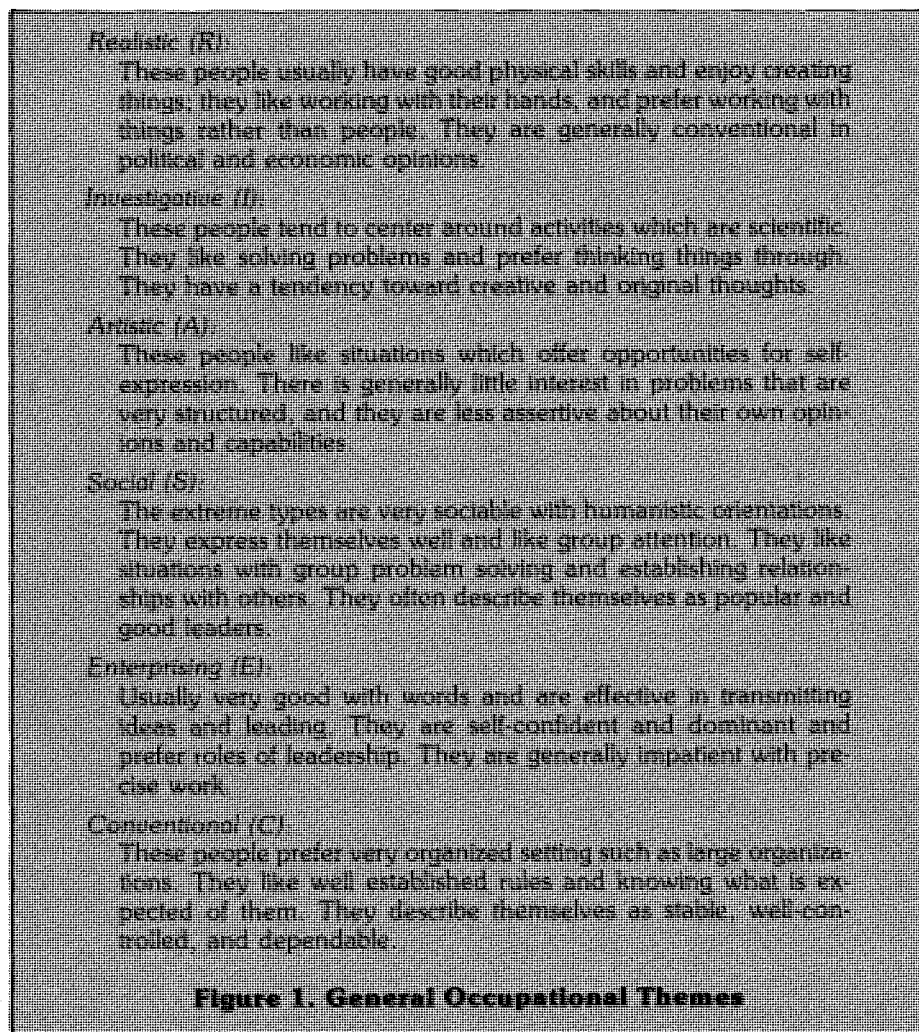 Realistic (R):
These people usually have good physical skills and enjoy creating
things; they like working with their hands, and prefer working with
things rather than people. They are generally conventional in
political and economic opinions.
Investigative (I):
These people tend to center around activities which are scientific.
They like solving problems and prefer thinking things through.
They have a tendency toward creative and original thoughts.
Artistic (A):
These people like situations which offer opportunities for self-
expression. There is generally little interest in problems that are
very structured, and they are less assertive about their own opin-
ions and capabilities.
Social (S):
The extreme types are very sociable with humanistic orientations.
They express themselves well and like group attention. They like
situations with group problem solving and establishing relation-
ships with others. They often describe themselves as popular and
good leaders.
Enterprising (E):
Usually very good with words and are effective in transmitting
ideas and leading. They are self-confident and dominant and
prefer roles of leadership. They are generally impatient with pre-
cise work.
Conventional (C):
These people prefer very organized setting such as large organiza-
tions. They like well established rules and knowing what is ex-
pected of them. They describe themselves as stable, well-con-
trolled, and dependable.
Figure 1. General Occupational Themes